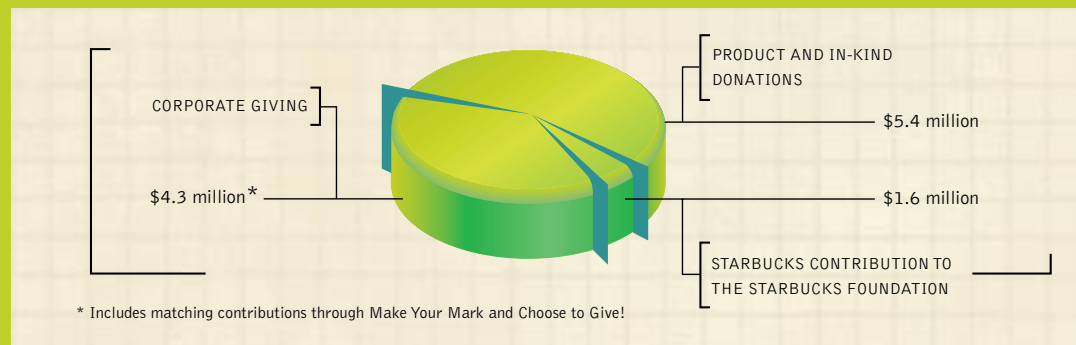 CORPORATE GIVING
$4.3 million*
PRODUCT AND IN-KIND
DONATIONS
$5.4 million
$1.6 million
STARBUCKS CONTRIBUTION TO
THE STARBUCKS FOUNDATION
* Includes matching contributions through Make Your Mark and Choose to Give!